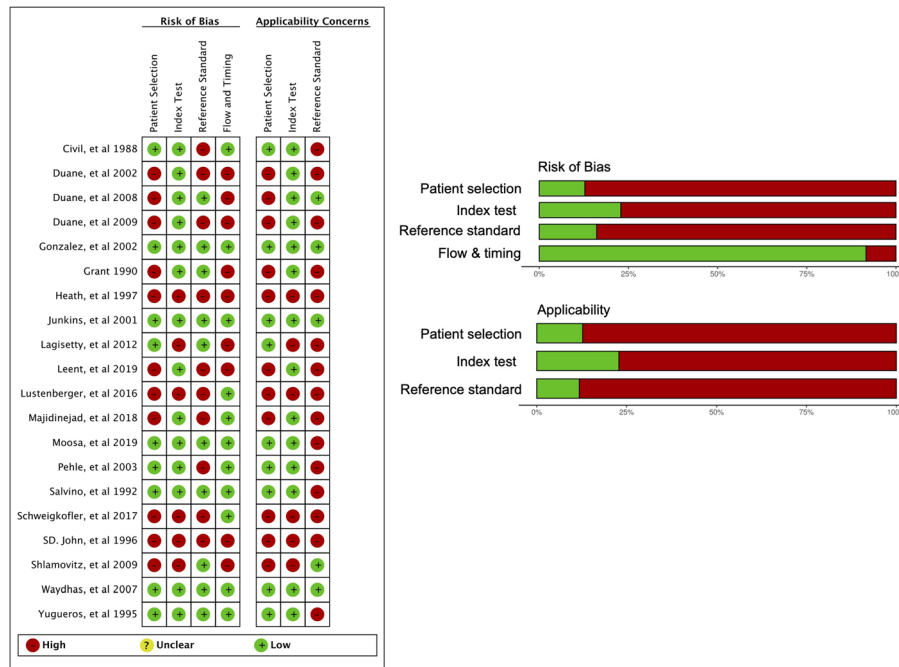 Risk of Bias
Applicability Concerns
Patient Selection
Index Test
Reference Standard
Flow and Timing
Patient Selection
Index Test
Reference Standard
Civil, et al 1988 + + – + + + –
Duane, et al 2002 – + – – – + –
Duane, et al 2008 – + + – – + +
Duane, et al 2009 – + – – – + –
Gonzalez, et al 2002 + + + + + + +
Grant 1990 – + + – – + –
Heath, et al 1997 – – – – – – –
Junkins, et al 2001 + + + + + + +
Lagisetty, et al 2012 + – + – + – –
Leent, et al 2019 – + – – – + –
Lustenberger, et al 2016 – – – + – – –
Majidinejad, et al 2018 – + – + – + –
Moosa, et al 2019 + + + + + + –
Pehle, et al 2003 + + – + + + –
Salvino, et al 1992 + + + + + + –
Schweigkofler, et al 2017 – – – + – – –
SD. John, et al 1996 – – – – – – –
Shlamovitz, et al 2009 – – + – – – +
Waydhas, et al 2007 + + + + + + +
Yugueros, et al 1995 + + + + + + –
– High ? Unclear + Low
Risk of Bias
Patient selection
Index test
Reference standard
Flow & timing
0% 25% 50% 75% 100%
Applicability
Patient selection
Index test
Reference standard
0% 25% 50% 75% 100%